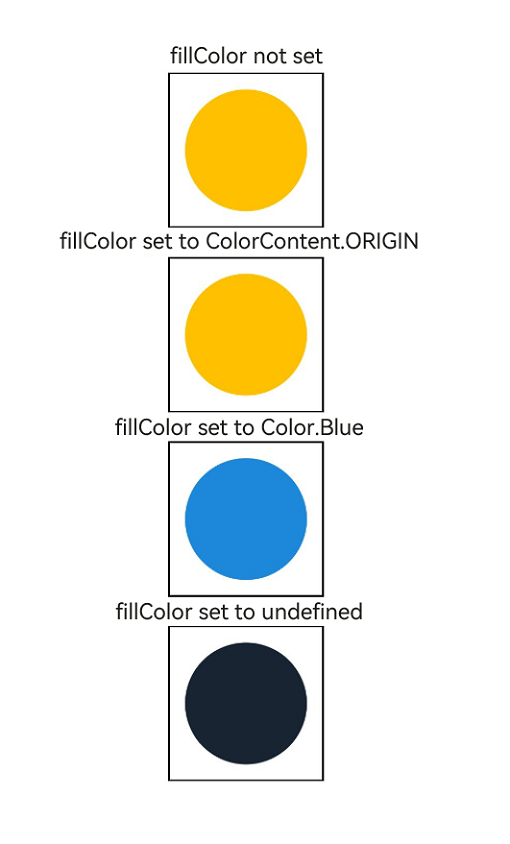 fillColor not set
fillColor set to ColorContent.ORIGIN
fillColor set to Color.Blue
fillColor set to undefined